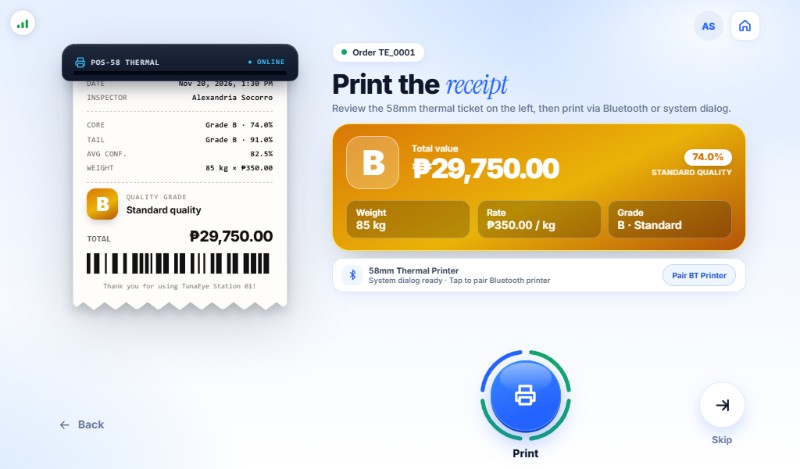 POS-58 THERMAL
ONLINE
DATE Nov 20, 2026, 1:30 PM
INSPECTOR Alexandria Socorro
CORE Grade B · 74.0%
TAIL Grade B · 91.0%
AVG CONF. 82.5%
WEIGHT 85 kg × ₱350.00
B
QUALITY GRADE
Standard quality
TOTAL ₱29,750.00
Thank you for using TunaEye Station 01!
Back
AS
Order TE_0001
Print the receipt
Review the 58mm thermal ticket on the left, then print via Bluetooth or system dialog.
B
Total value
₱29,750.00
74.0%
STANDARD QUALITY
Weight
85 kg
Rate
₱350.00 / kg
Grade
B · Standard
58mm Thermal Printer
System dialog ready · Tap to pair Bluetooth printer
Pair BT Printer
Print
Skip